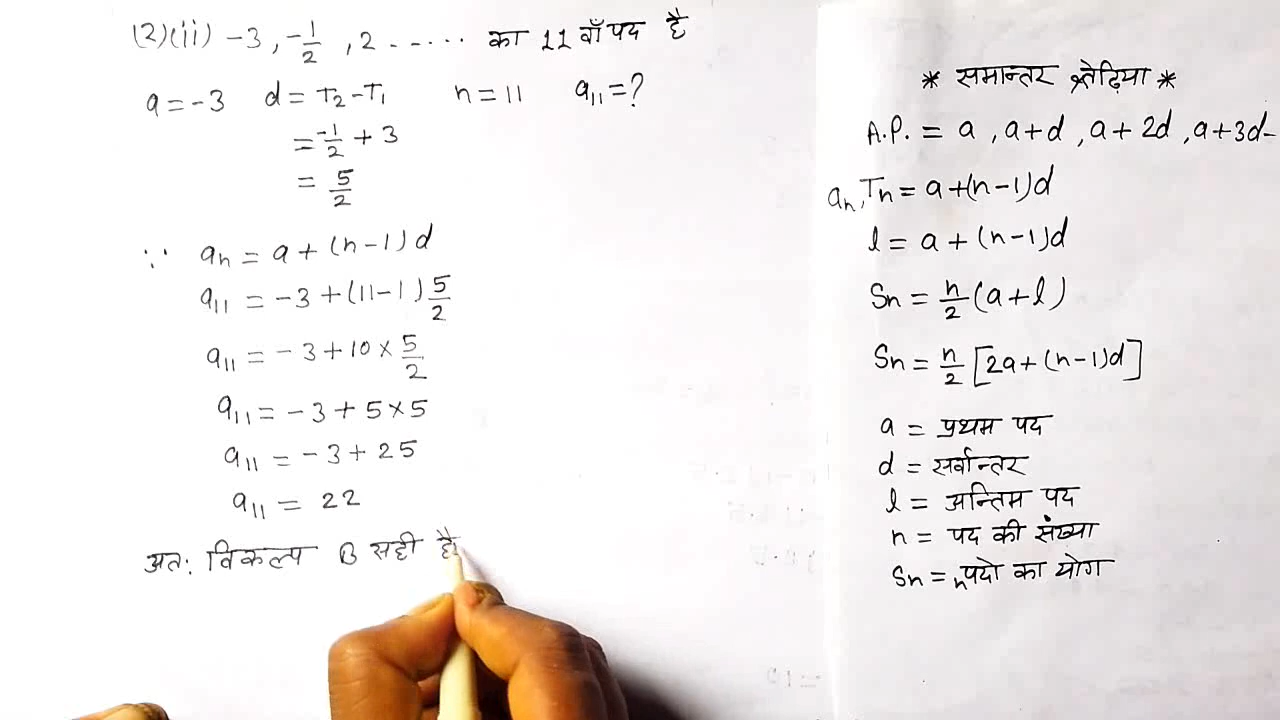 (2)(ii) -3, -1/2, 2 ----- का 11 वाँ पद है
a = -3 d = T₂-T₁ n = 11 a₁₁ = ?
= -1/2 + 3
= 5/2
∵ aₙ = a + (n-1) d
a₁₁ = -3 + (11-1) 5/2
a₁₁ = -3 + 10 × 5/2
a₁₁ = -3 + 5 × 5
a₁₁ = -3 + 25
a₁₁ = 22
अतः विकल्प B सही है
* समान्तर श्रेढ़िया *
A.P. = a, a+d, a+2d, a+3d-
aₙ, Tₙ = a+(n-1)d
l = a + (n-1)d
Sₙ = n/2 (a+l)
Sₙ = n/2 [2a+(n-1)d]
a = प्रथम पद
d = सर्वान्तर
l = अन्तिम पद
n = पद की संख्या
Sₙ = n पदो का योग